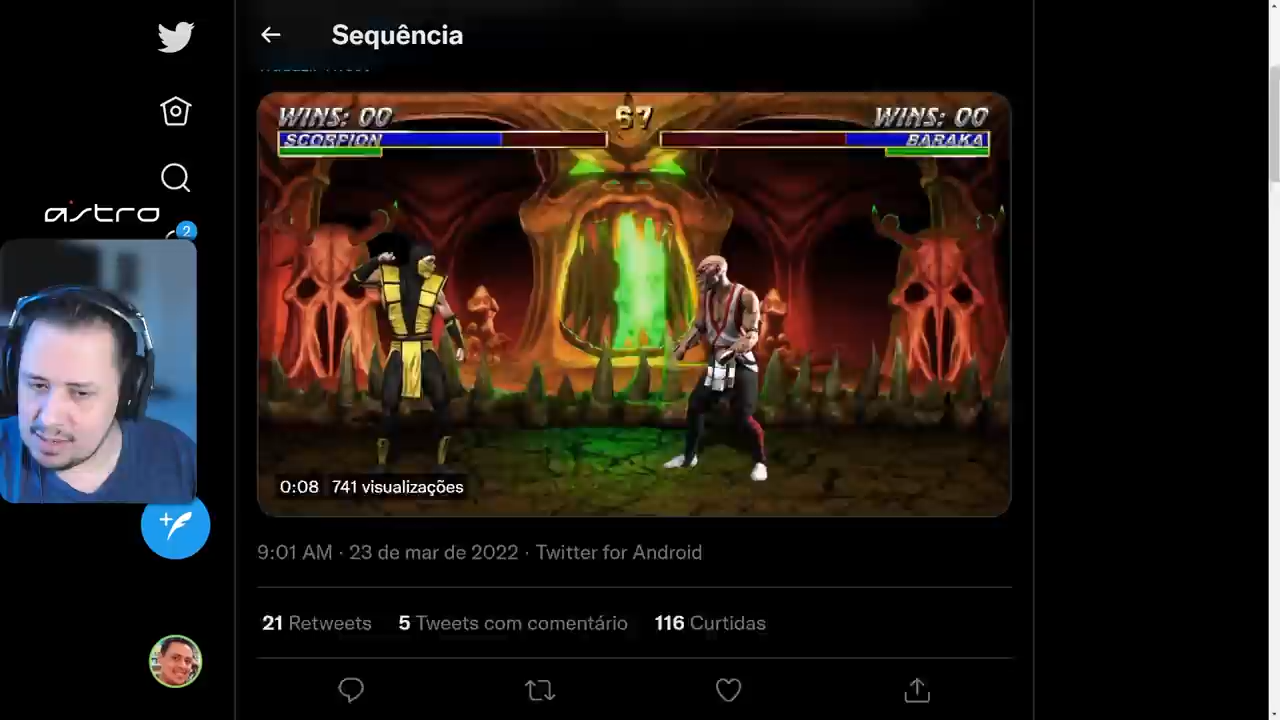 Sequência
WINS: 00
67
WINS: 00
SCORPION
BARAKA
astro
2
0:08 741 visualizações
9:01 AM · 23 de mar de 2022 · Twitter for Android
21 Retweets 5 Tweets com comentário 116 Curtidas